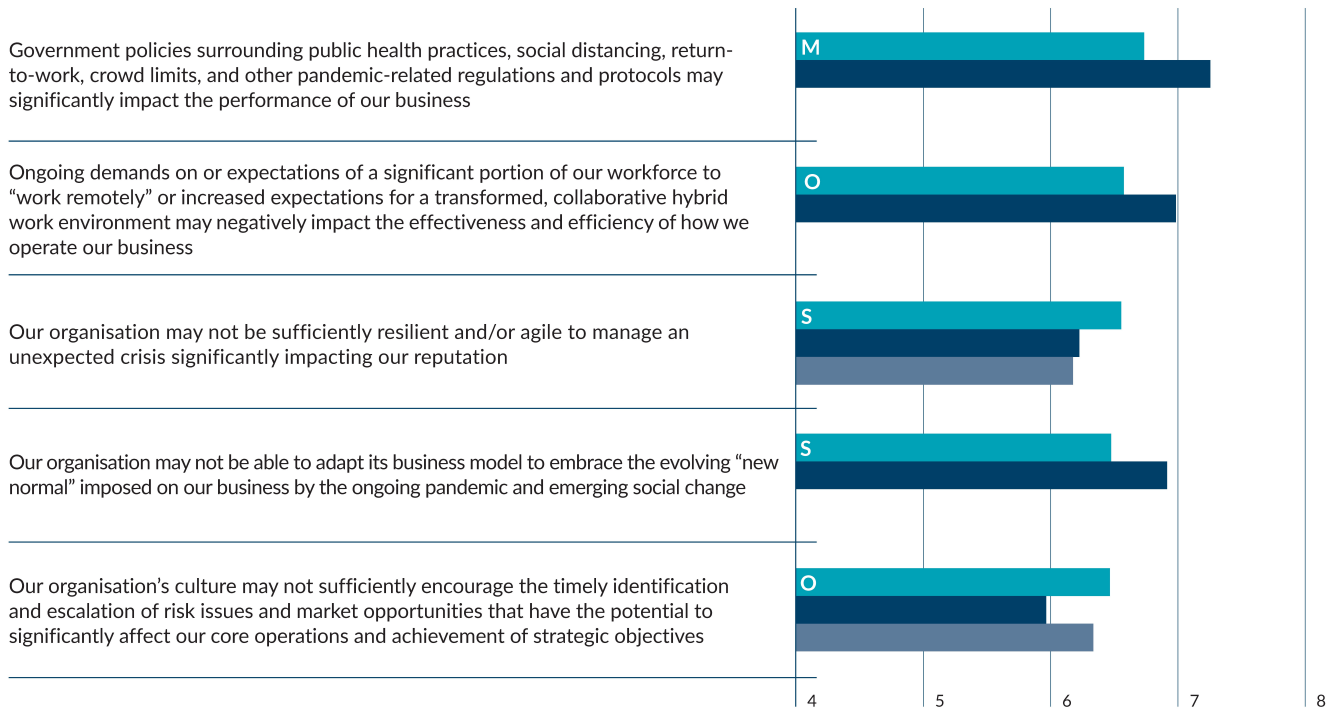 Government policies surrounding public health practices, social distancing, return-
to-work, crowd limits, and other pandemic-related regulations and protocols may
significantly impact the performance of our business
M
Ongoing demands on or expectations of a significant portion of our workforce to
“work remotely” or increased expectations for a transformed, collaborative hybrid
work environment may negatively impact the effectiveness and efficiency of how we
operate our business
O
Our organisation may not be sufficiently resilient and/or agile to manage an
unexpected crisis significantly impacting our reputation
S
Our organisation may not be able to adapt its business model to embrace the evolving “new
normal” imposed on our business by the ongoing pandemic and emerging social change
S
Our organisation’s culture may not sufficiently encourage the timely identification
and escalation of risk issues and market opportunities that have the potential to
significantly affect our core operations and achievement of strategic objectives
O
4 5 6 7 8